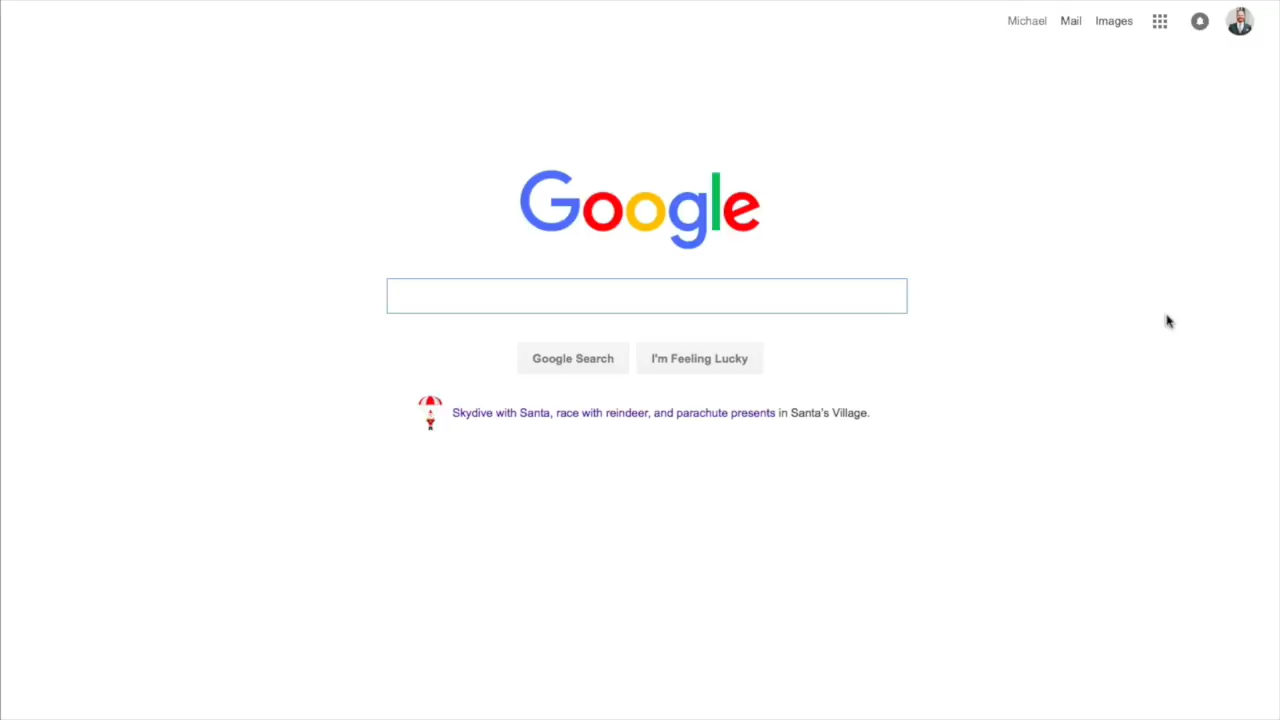 Michael Mail Images
Google
Google Search I'm Feeling Lucky
Skydive with Santa, race with reindeer, and parachute presents in Santa's Village.